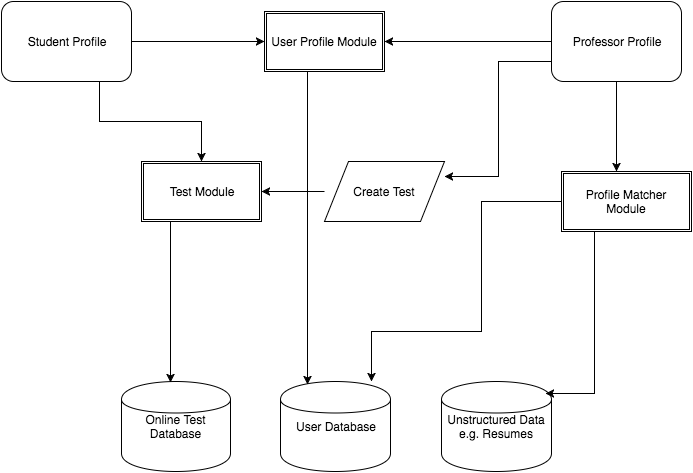 Student Profile
User Profile Module
Professor Profile
Test Module
Create Test
Profile Matcher
Module
Online Test
Database
User Database
Unstructured Data
e.g. Resumes